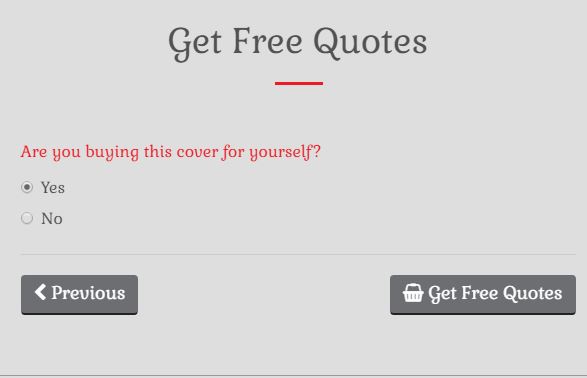 Get Free Quotes
Are you buying this cover for yourself?
Yes
No
Previous
Get Free Quotes